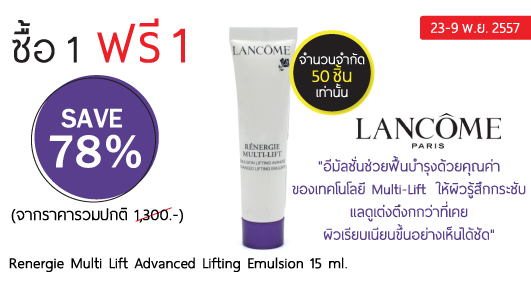 23-9 พ.ย. 2557
ซื้อ 1 ฟรี 1
SAVE
78%
(จากราคารวมปกติ 1,300.-)
LANCÔME
RÉNERGIE
MULTI-LIFT
จำนวนจำกัด
50 ชิ้น
เท่านั้น
LANCÔME
PARIS
"อีมัลชั่นช่วยฟื้นบำรุงด้วยคุณค่า
ของเทคโนโลยี Multi-Lift ให้ผิวรู้สึกกระชับ
แลดูเต่งตึงกว่าที่เคย
ผิวเรียบเนียนขึ้นอย่างเห็นได้ชัด"
Renergie Multi Lift Advanced Lifting Emulsion 15 ml.